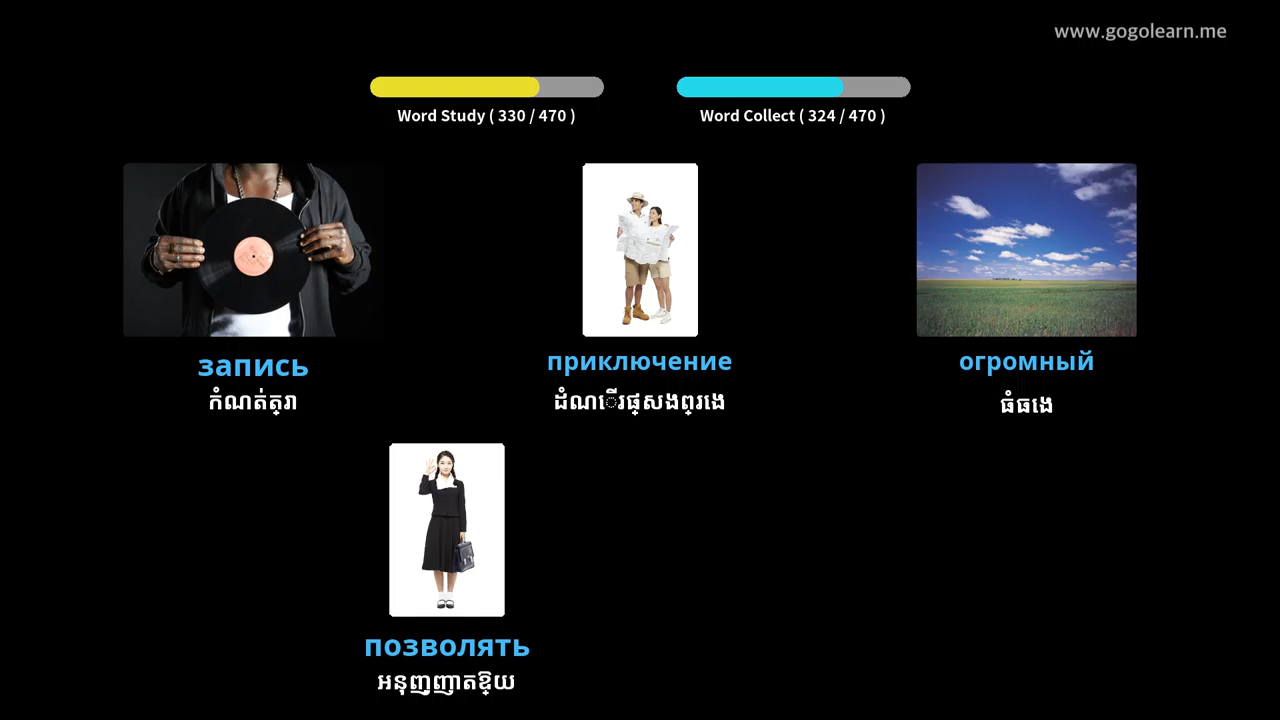 www.gogolearn.me
Word Study ( 330 / 470 )
Word Collect ( 324 / 470 )
запись
កំណត់ត្រា
приключение
ដំណើរផ្សងព្រេង
огромный
ធំធេង
позволять
អនុញ្ញាតឱ្យ